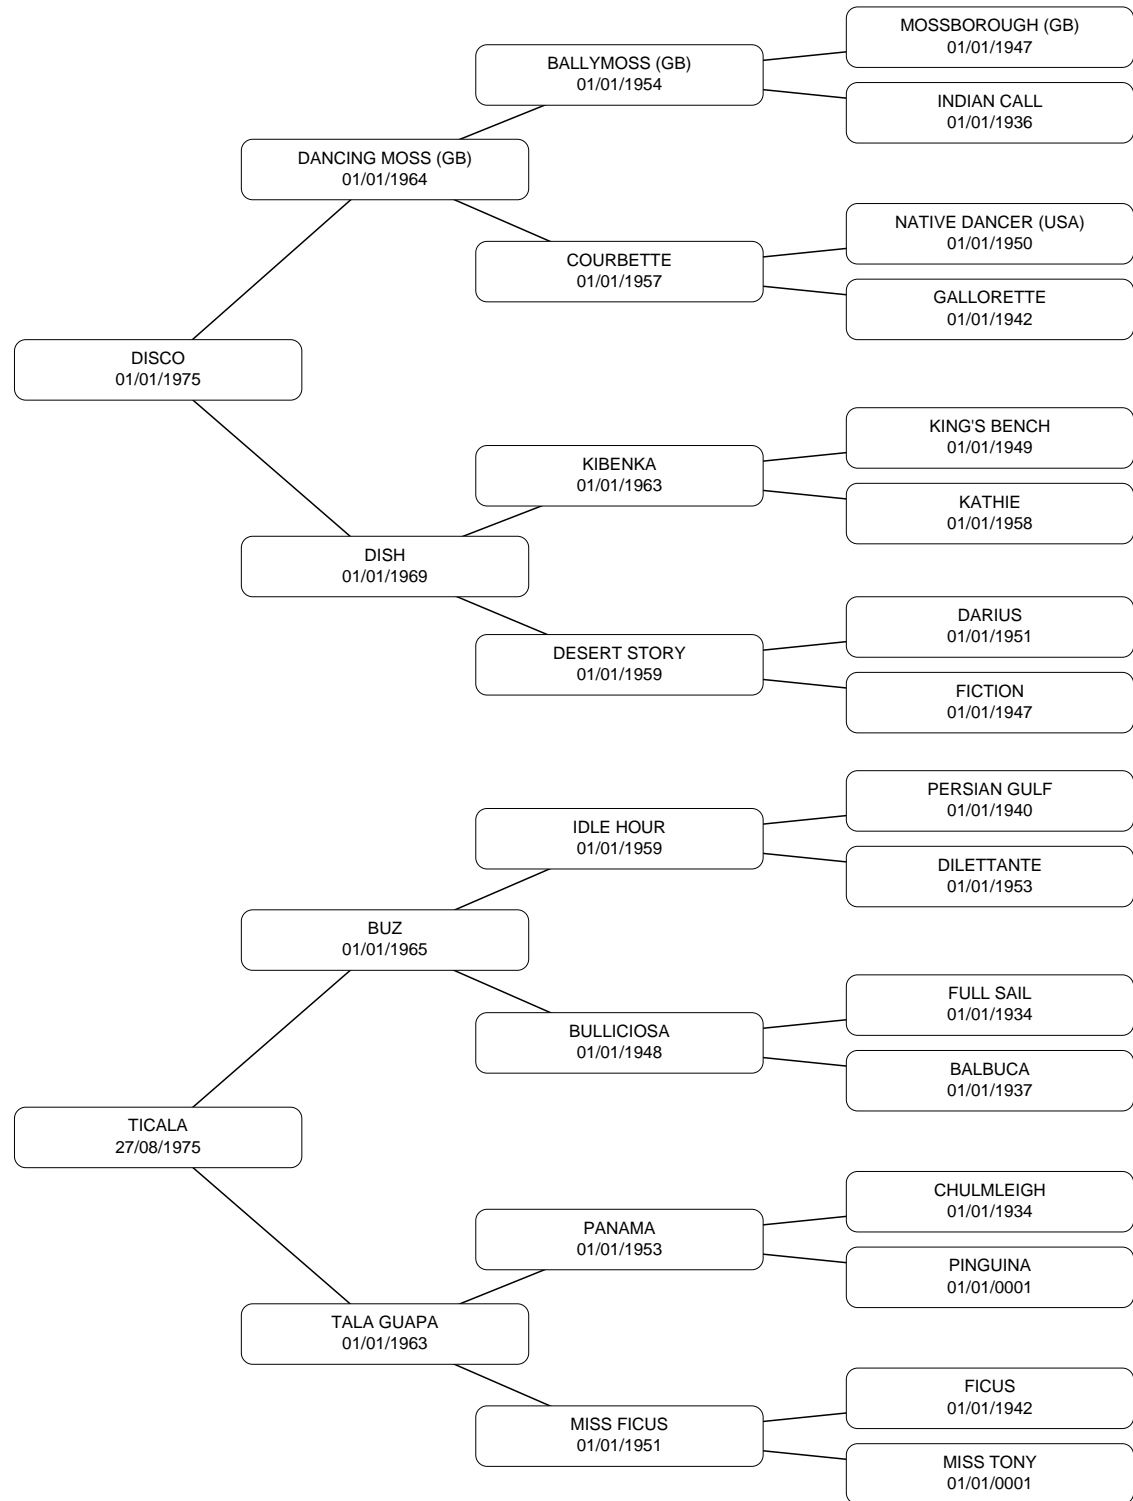 MOSSBOROUGH (GB)
01/01/1947
BALLYMOSS (GB)
01/01/1954
INDIAN CALL
01/01/1936
DANCING MOSS (GB)
01/01/1964
NATIVE DANCER (USA)
01/01/1950
COURBETTE
01/01/1957
GALLORETTE
01/01/1942
DISCO
01/01/1975
KING'S BENCH
01/01/1949
KIBENKA
01/01/1963
KATHIE
01/01/1958
DISH
01/01/1969
DARIUS
01/01/1951
DESERT STORY
01/01/1959
FICTION
01/01/1947
PERSIAN GULF
01/01/1940
IDLE HOUR
01/01/1959
DILETTANTE
01/01/1953
BUZ
01/01/1965
FULL SAIL
01/01/1934
BULLICIOSA
01/01/1948
BALBUCA
01/01/1937
TICALA
27/08/1975
CHULMLEIGH
01/01/1934
PANAMA
01/01/1953
PINGUINA
01/01/0001
TALA GUAPA
01/01/1963
FICUS
01/01/1942
MISS FICUS
01/01/1951
MISS TONY
01/01/0001